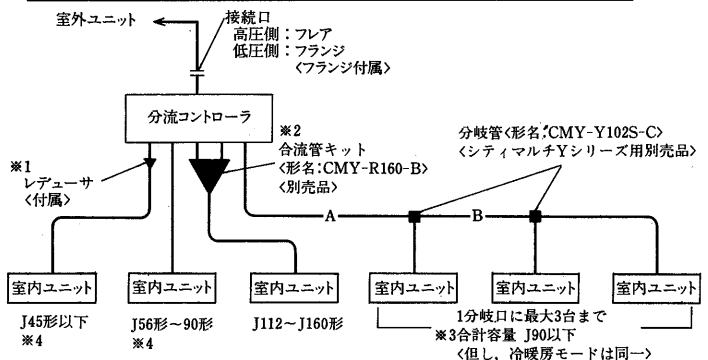 室外ユニット
接続口
高圧側：フレア
低圧側：フランジ
〈フランジ付属〉
分流コントローラ
※1
レデューサ
〈付属〉
※2
合流管キット
〈形名：CMY-R160-B〉
〈別売品〉
分岐管〈形名：CMY-Y102S-C〉
〈シティマルチYシリーズ用別売品〉
A
B
室内ユニット
室内ユニット
室内ユニット
室内ユニット
室内ユニット
室内ユニット
J45形以下
※4
J56形～90形
※4
J112～J160形
1分岐口に最大3台まで
※3合計容量 J90以下
〈但し，冷暖房モードは同一〉